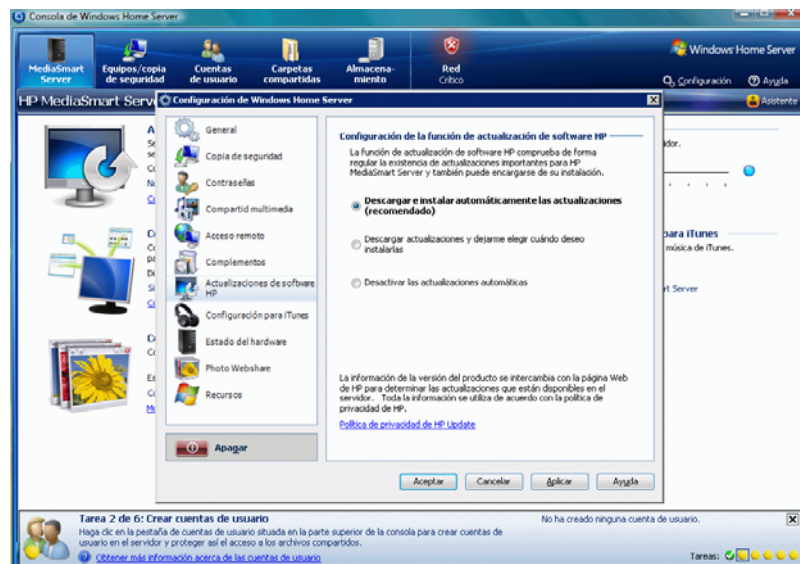 Consola de Windows Home Server
MediaSmart
Server
Equipos/copia
de seguridad
Cuentas
de usuario
Carpetas
compartidas
Almacena-
miento
Red
Crítico
Windows Home Server
Configuración
Ayuda
HP MediaSmart Serv
Asistente
Configuración de Windows Home Server
General
Copia de seguridad
Contraseñas
Compartid multimedia
Acceso remoto
Complementos
Actualizaciones de software
HP
Configuración para iTunes
Estado del hardware
Photo Webshare
Recursos
Apagar
Configuración de la función de actualización de software HP
La función de actualización de software HP comprueba de forma
regular la existencia de actualizaciones importantes para HP
MediaSmart Server y también puede encargarse de su instalación.
Descargar e instalar automáticamente las actualizaciones
(recomendado)
Descargar actualizaciones y dejarme elegir cuándo deseo
instalarlas
Desactivar las actualizaciones automáticas
La información de la versión del producto se intercambia con la página Web
de HP para determinar las actualizaciones que están disponibles en el
servidor. Toda la información se utiliza de acuerdo con la política de
privacidad de HP.
Política de privacidad de HP Update
Aceptar
Cancelar
Aplicar
Ayuda
idor.
para iTunes
música de iTunes.
rt Server
Tarea 2 de 6: Crear cuentas de usuario
Haga clic en la pestaña de cuentas de usuario situada en la parte superior de la consola para crear cuentas de
usuario en el servidor y proteger así el acceso a los archivos compartidos.
Obtener más información acerca de las cuentas de usuario
No ha creado ninguna cuenta de usuario.
Tareas: